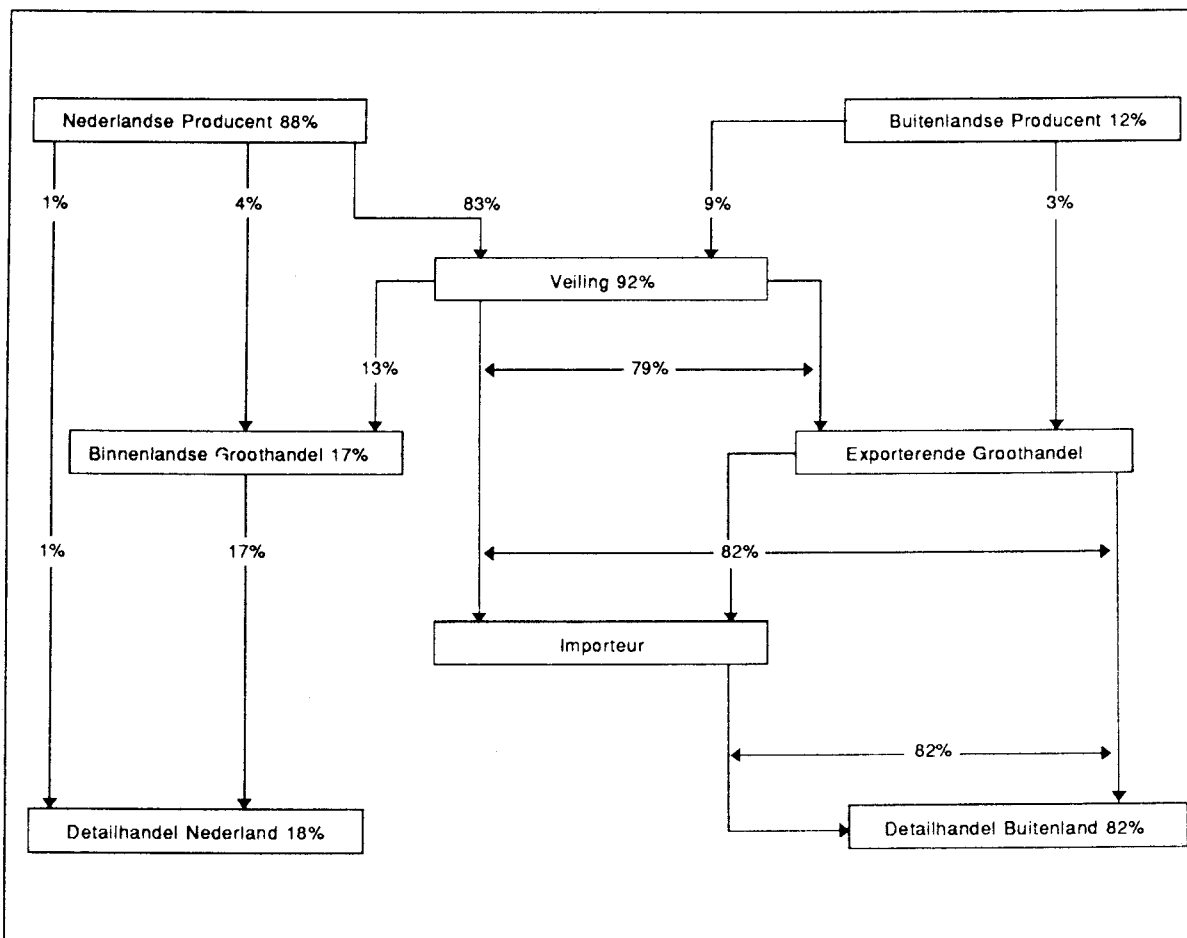 Nederlandse Producent 88%
Buitenlandse Producent 12%
1%
4%
83%
9%
3%
Veiling 92%
13%
79%
Binnenlandse Groothandel 17%
Exporterende Groothandel
1%
17%
82%
Importeur
82%
Detailhandel Nederland 18%
Detailhandel Buitenland 82%